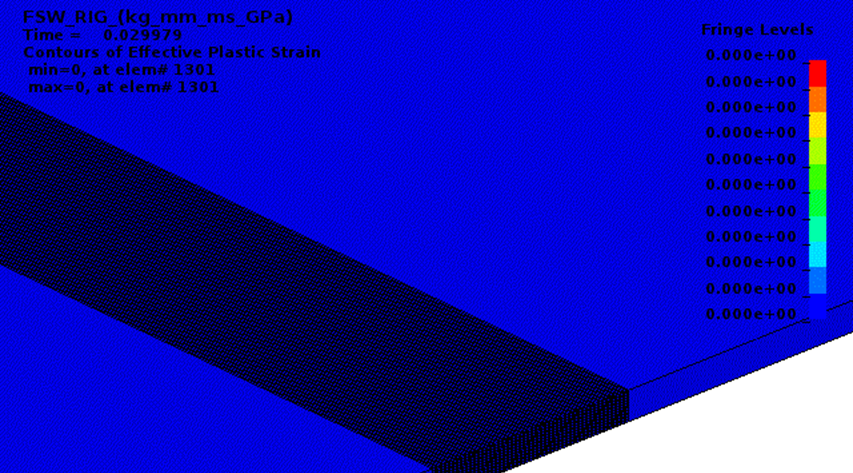 FSW_RIG_(kg_mm_ms_GPa)
Time = 0.029979
Contours of Effective Plastic Strain
min=0, at elem# 1301
max=0, at elem# 1301
Fringe Levels
0.000e+00
0.000e+00
0.000e+00
0.000e+00
0.000e+00
0.000e+00
0.000e+00
0.000e+00
0.000e+00
0.000e+00
0.000e+00